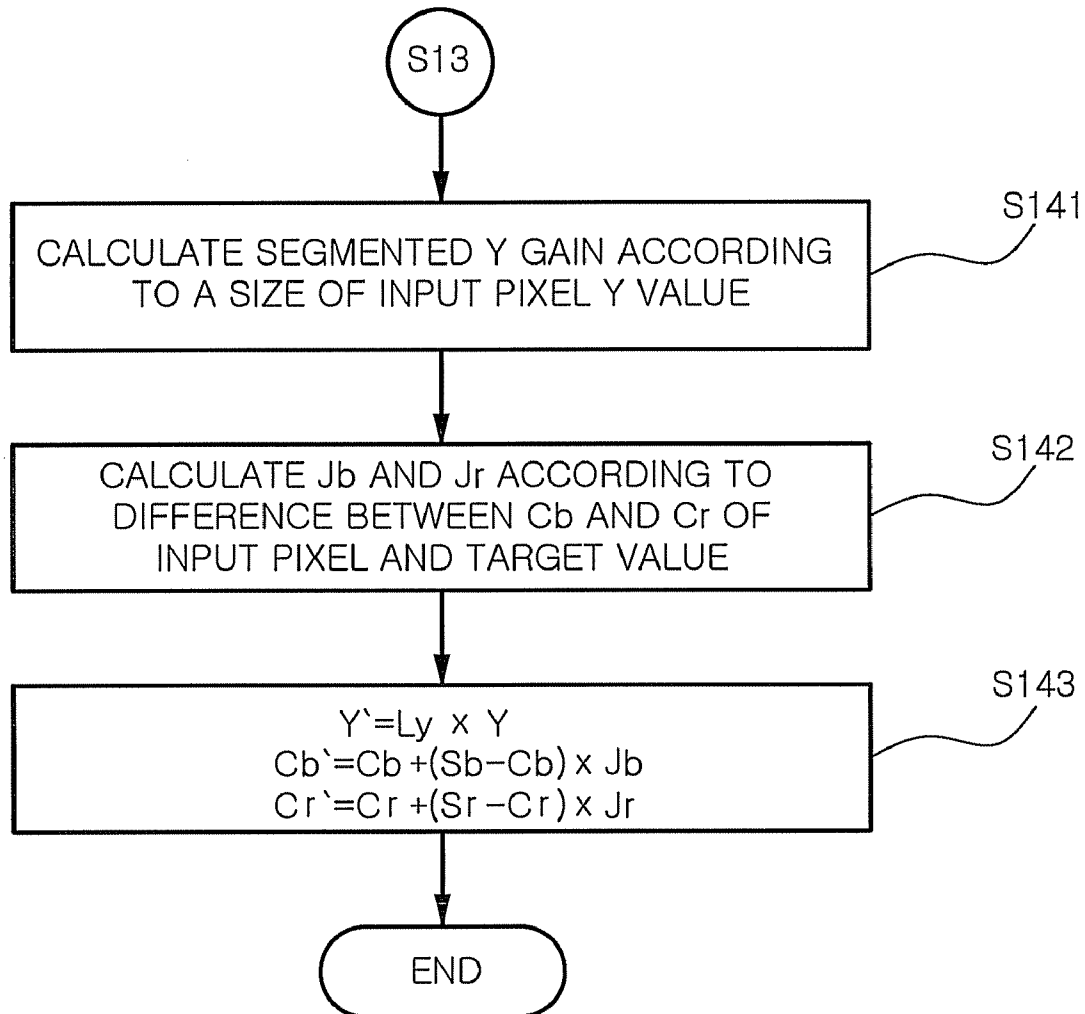 S13
S141
CALCULATE SEGMENTED Y GAIN ACCORDING
TO A SIZE OF INPUT PIXEL Y VALUE
S142
CALCULATE Jb AND Jr ACCORDING TO
DIFFERENCE BETWEEN Cb AND Cr OF
INPUT PIXEL AND TARGET VALUE
S143
Y`=Ly x Y
Cb`=Cb+(Sb-Cb)x Jb
Cr`=Cr+(Sr-Cr)x Jr
END